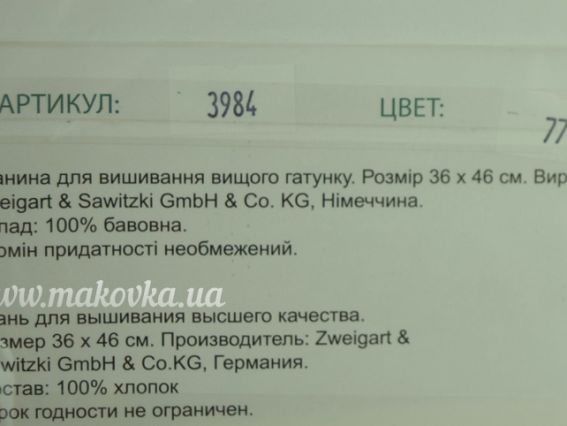 АРТИКУЛ: 3984 ЦВЕТ: 77
анина для вишивання вищого гатунку. Розмір 36 х 46 см. Вир
eigart & Sawitzki GmbH & Co. KG, Німеччина.
лад: 100% бавовна.
рмін придатності необмежений.
www.makovka.ua
ань для вышивания высшего качества.
змер 36 х 46 см. Производитель: Zweigart &
witzki GmbH & Co.KG, Германия.
остав: 100% хлопок
рок годности не ограничен.